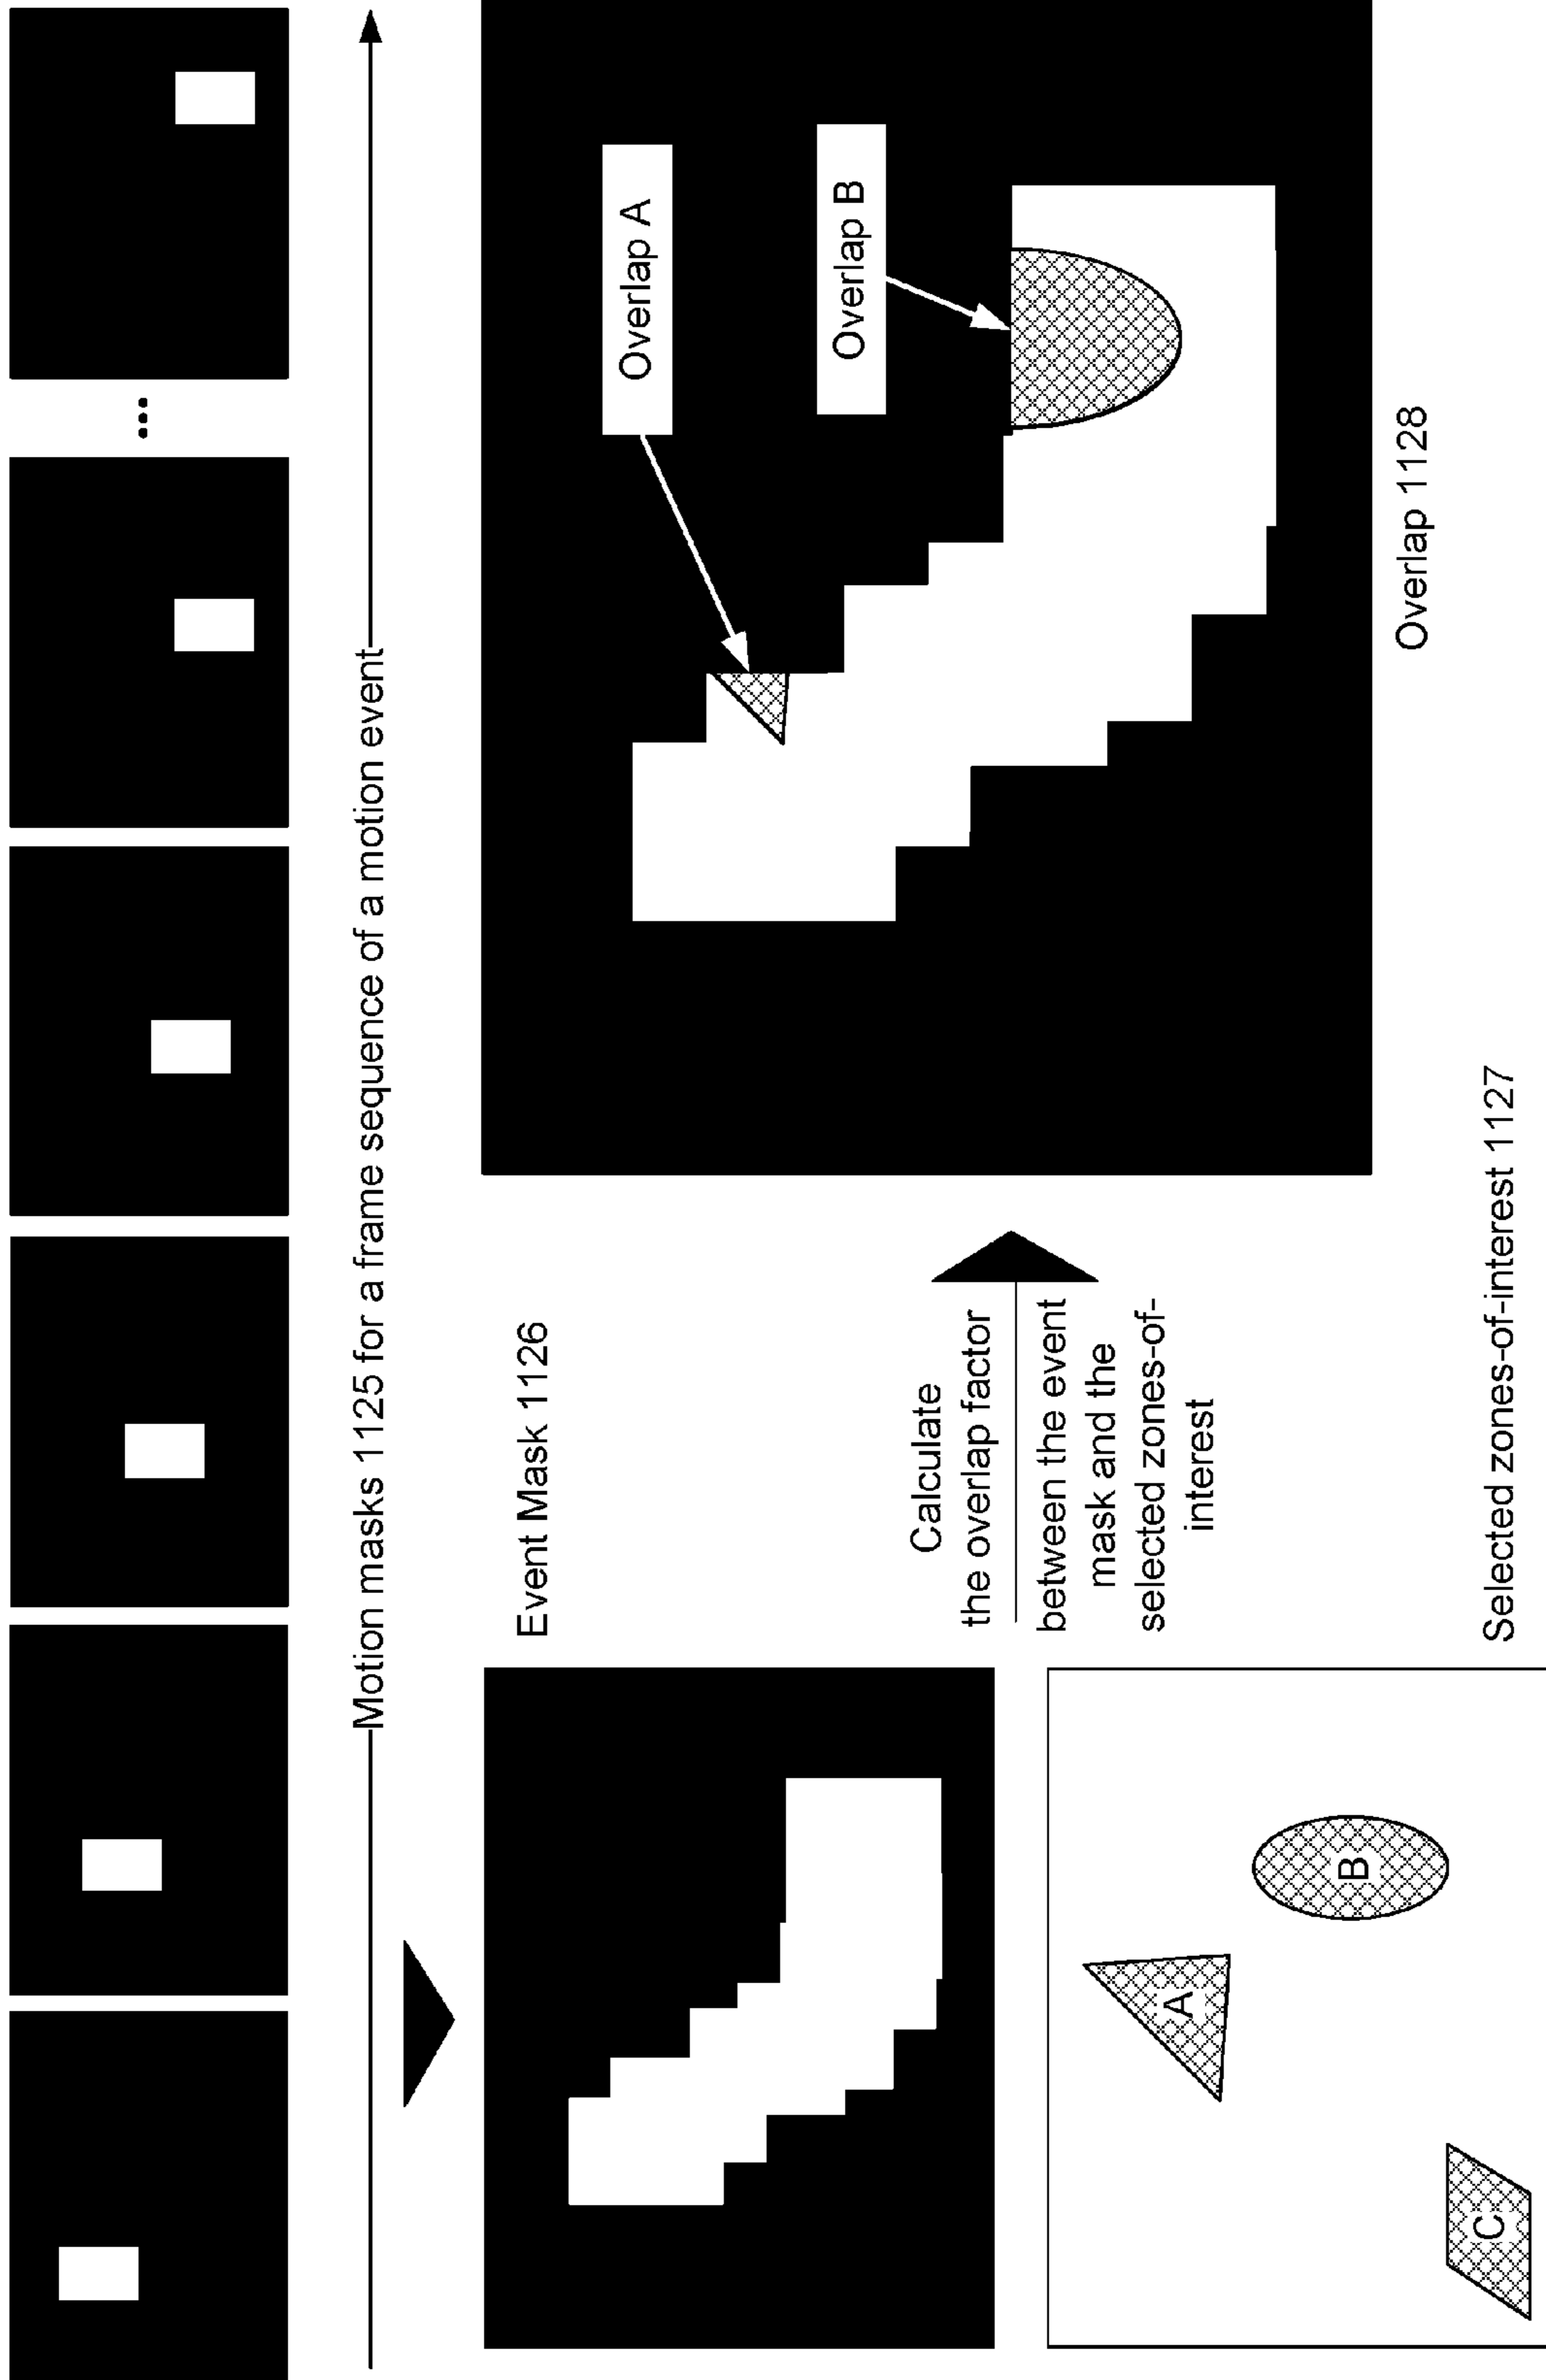 ...
Motion masks 1125 for a frame sequence of a motion event
Event Mask 1126
Calculate
the overlap factor
between the event
mask and the
selected zones-of-
interest
Overlap A
Overlap B
Overlap 1128
A
B
C
Selected zones-of-interest 1127